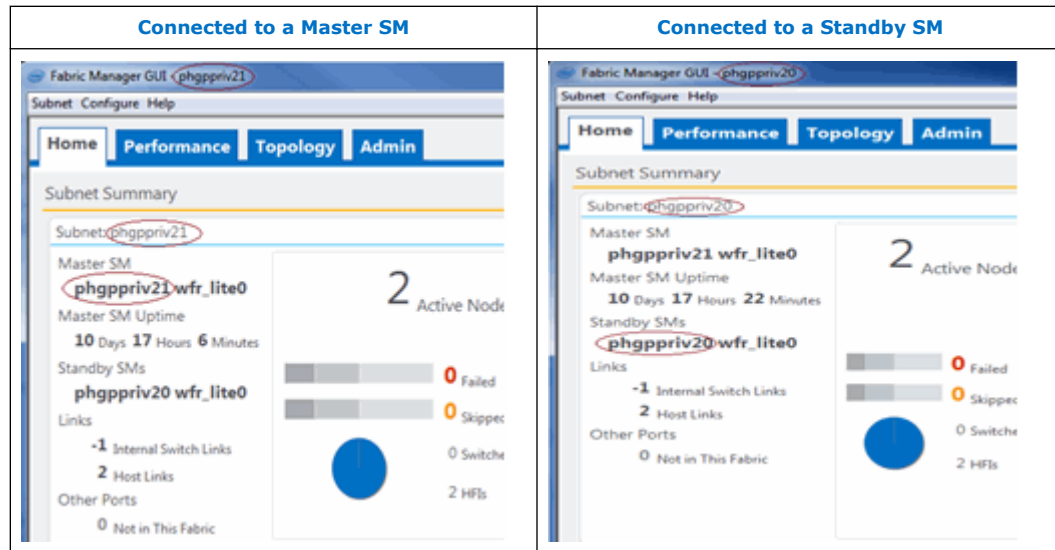 Connected to a Master SM
Fabric Manager GUI - phgppriv21
Subnet Configure Help
Home Performance Topology Admin
Subnet Summary
Subnet: phgppriv21
Master SM
phgppriv21 wfr_lite0
Master SM Uptime
10 Days 17 Hours 6 Minutes
Standby SMs
phgppriv20 wfr_lite0
Links
-1 Internal Switch Links
2 Host Links
Other Ports
0 Not in This Fabric
2 Active Node
0 Failed
0 Skipped
0 Switche
2 HFIs
Connected to a Standby SM
Fabric Manager GUI - phgppriv20
Subnet Configure Help
Home Performance Topology Admin
Subnet Summary
Subnet: phgppriv20
Master SM
phgppriv21 wfr_lite0
Master SM Uptime
10 Days 17 Hours 22 Minutes
Standby SMs
phgppriv20 wfr_lite0
Links
-1 Internal Switch Links
2 Host Links
Other Ports
0 Not in This Fabric
2 Active Node
0 Failed
0 Skipped
0 Switche
2 HFIs